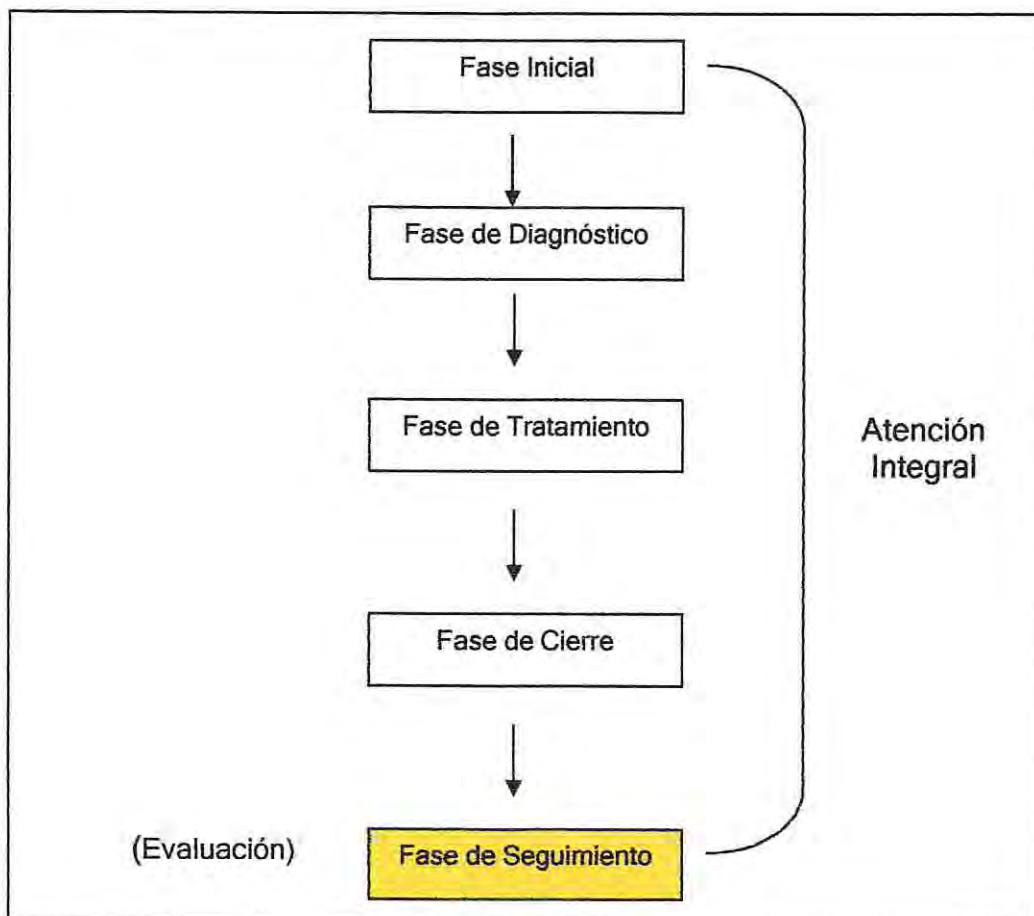 Fase Inicial
Fase de Diagnóstico
Fase de Tratamiento
Atención
Integral
Fase de Cierre
(Evaluación)
Fase de Seguimiento